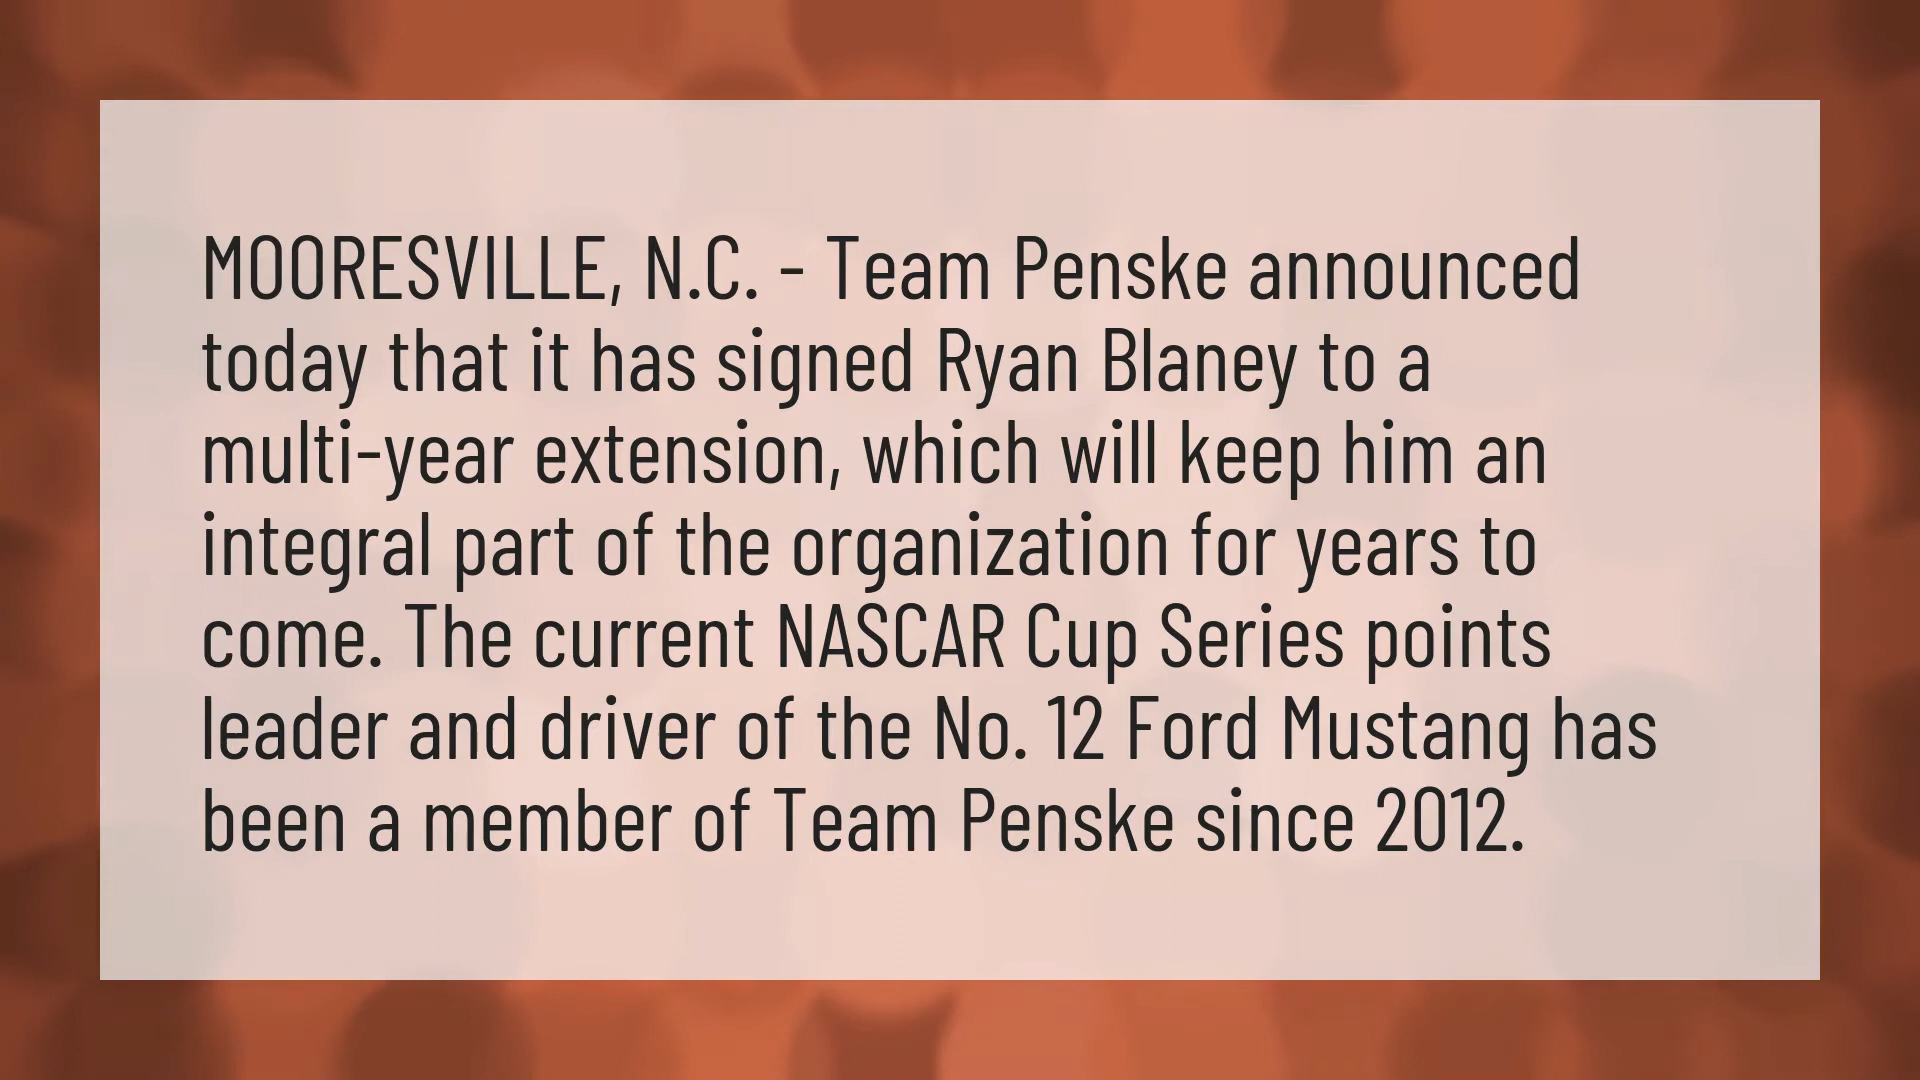 MOORESVILLE, N.C. - Team Penske announced
today that it has signed Ryan Blaney to a
multi-year extension, which will keep him an
integral part of the organization for years to
come. The current NASCAR Cup Series points
leader and driver of the No. 12 Ford Mustang has
been a member of Team Penske since 2012.